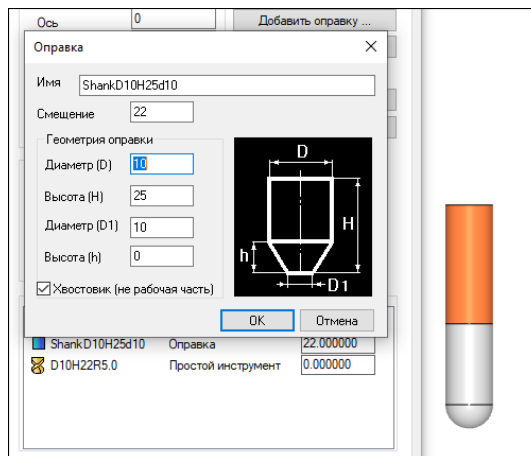 Ось 0 Добавить оправку ...
Оправка
Имя ShankD10H25d10
Смещение 22
Геометрия оправки
Диаметр (D) 10
Высота (H) 25
Диаметр (D1) 10
Высота (h) 0
Хвостовик (не рабочая часть)
D
H
h
D1
OK Отмена
ShankD10H25d10 Оправка 22.000000
D10H22R5.0 Простой инструмент 0.000000